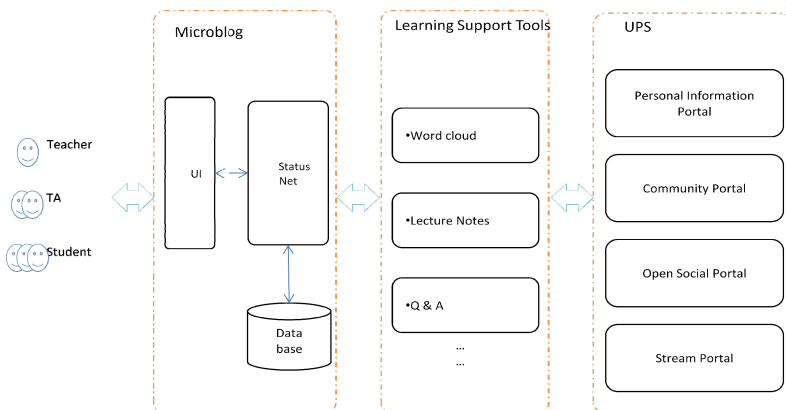 Microblog
Learning Support Tools
UPS
Teacher
TA
Student
UI
Status
Net
Data
base
•Word cloud
•Lecture Notes
•Q & A
...
...
Personal Information
Portal
Community Portal
Open Social Portal
Stream Portal